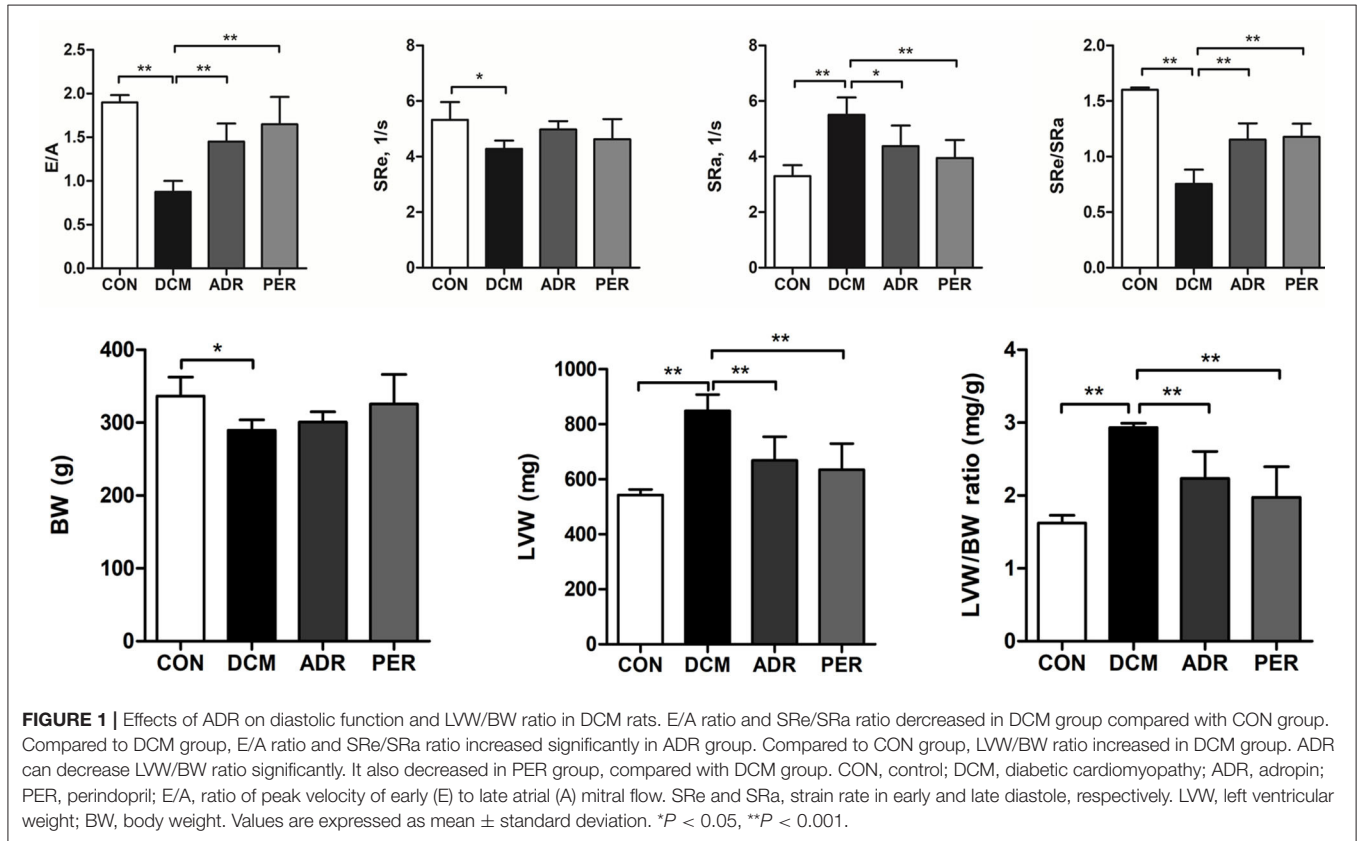 ** ** **
2.5
2.0
1.5
1.0
0.5
0.0
E/A
CON DCM ADR PER
*
8
6
4
2
0
SRe, 1/s
CON DCM ADR PER
** * **
8
6
4
2
0
SRa, 1/s
CON DCM ADR PER
** ** **
2.0
1.5
1.0
0.5
0.0
SRe/SRa
CON DCM ADR PER
*
400
300
200
100
0
BW (g)
CON DCM ADR PER
** ** **
1000
800
600
400
200
0
LVW (mg)
CON DCM ADR PER
** ** **
4
3
2
1
0
LVW/BW ratio (mg/g)
CON DCM ADR PER
FIGURE 1 | Effects of ADR on diastolic function and LVW/BW ratio in DCM rats. E/A ratio and SRe/SRa ratio dercreased in DCM group compared with CON group.
Compared to DCM group, E/A ratio and SRe/SRa ratio increased significantly in ADR group. Compared to CON group, LVW/BW ratio increased in DCM group. ADR
can decrease LVW/BW ratio significantly. It also decreased in PER group, compared with DCM group. CON, control; DCM, diabetic cardiomyopathy; ADR, adropin;
PER, perindopril; E/A, ratio of peak velocity of early (E) to late atrial (A) mitral flow. SRe and SRa, strain rate in early and late diastole, respectively. LVW, left ventricular
weight; BW, body weight. Values are expressed as mean ± standard deviation. *P < 0.05, **P < 0.001.